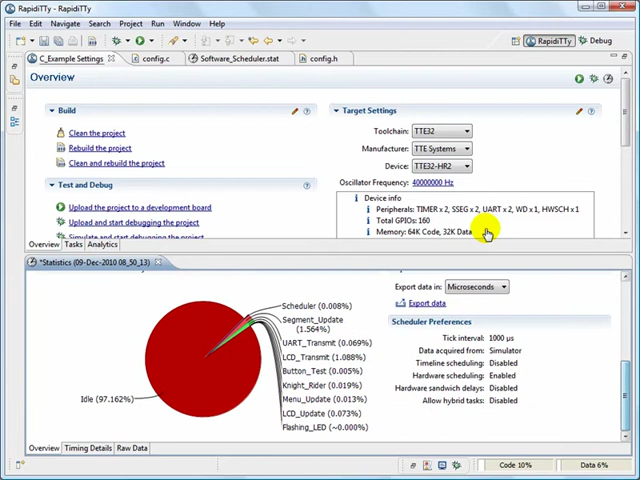 RapidiTTy - RapidiTTy
File Edit Navigate Search Project Run Window Help
RapidiTTy Debug
C_Example Settings config.c Software_Scheduler.stat config.h
Overview
Build
Clean the project
Rebuild the project
Clean and rebuild the project
Test and Debug
Upload the project to a development board
Upload and start debugging the project
Simulate and start debugging the project
Target Settings
Toolchain: TTE32
Manufacturer: TTE Systems
Device: TTE32-HR2
Oscillator Frequency: 40000000 Hz
Device info
Peripherals: TIMER x 2, SSEG x 2, UART x 2, WD x 1, HWSCH x 1
Total GPIOs: 160
Memory: 64K Code, 32K Data
Overview Tasks Analytics
*Statistics (09-Dec-2010 08_50_13)
Idle (97.162%)
Scheduler (0.008%)
Segment_Update
(1.564%)
UART_Transmt (0.069%)
LCD_Transmt (1.088%)
Button_Test (0.005%)
Knight_Rider (0.019%)
Menu_Update (0.013%)
LCD_Update (0.073%)
Flashing_LED (~0.000%)
Export data in: Microseconds
Export data
Scheduler Preferences
Tick interval: 1000 µs
Data acquired from: Simulator
Timeline scheduling: Disabled
Hardware scheduling: Enabled
Hardware sandwich delays: Disabled
Allow hybrid tasks: Disabled
Overview Timing Details Raw Data
Code 10% Data 6%